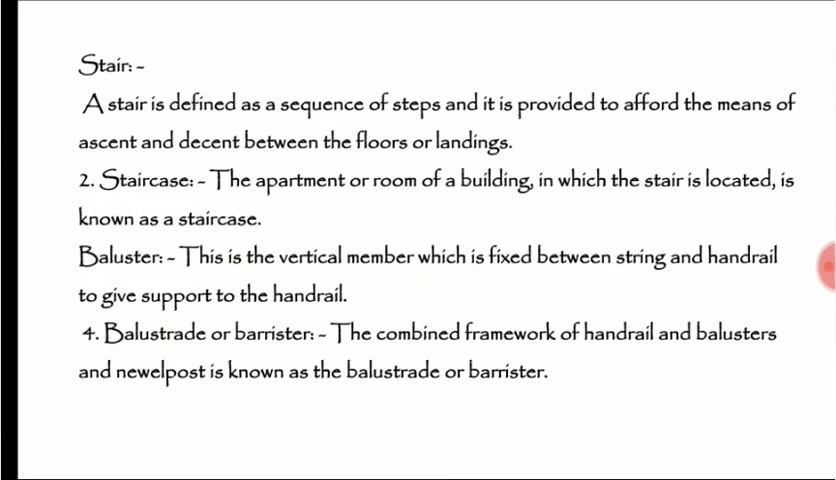 Stair: -
A stair is defined as a sequence of steps and it is provided to afford the means of
ascent and decent between the floors or landings.
2. Staircase: - The apartment or room of a building, in which the stair is located, is
known as a staircase.
Baluster: - This is the vertical member which is fixed between string and handrail
to give support to the handrail.
4. Balustrade or barrister: - The combined framework of handrail and balusters
and newelpost is known as the balustrade or barrister.